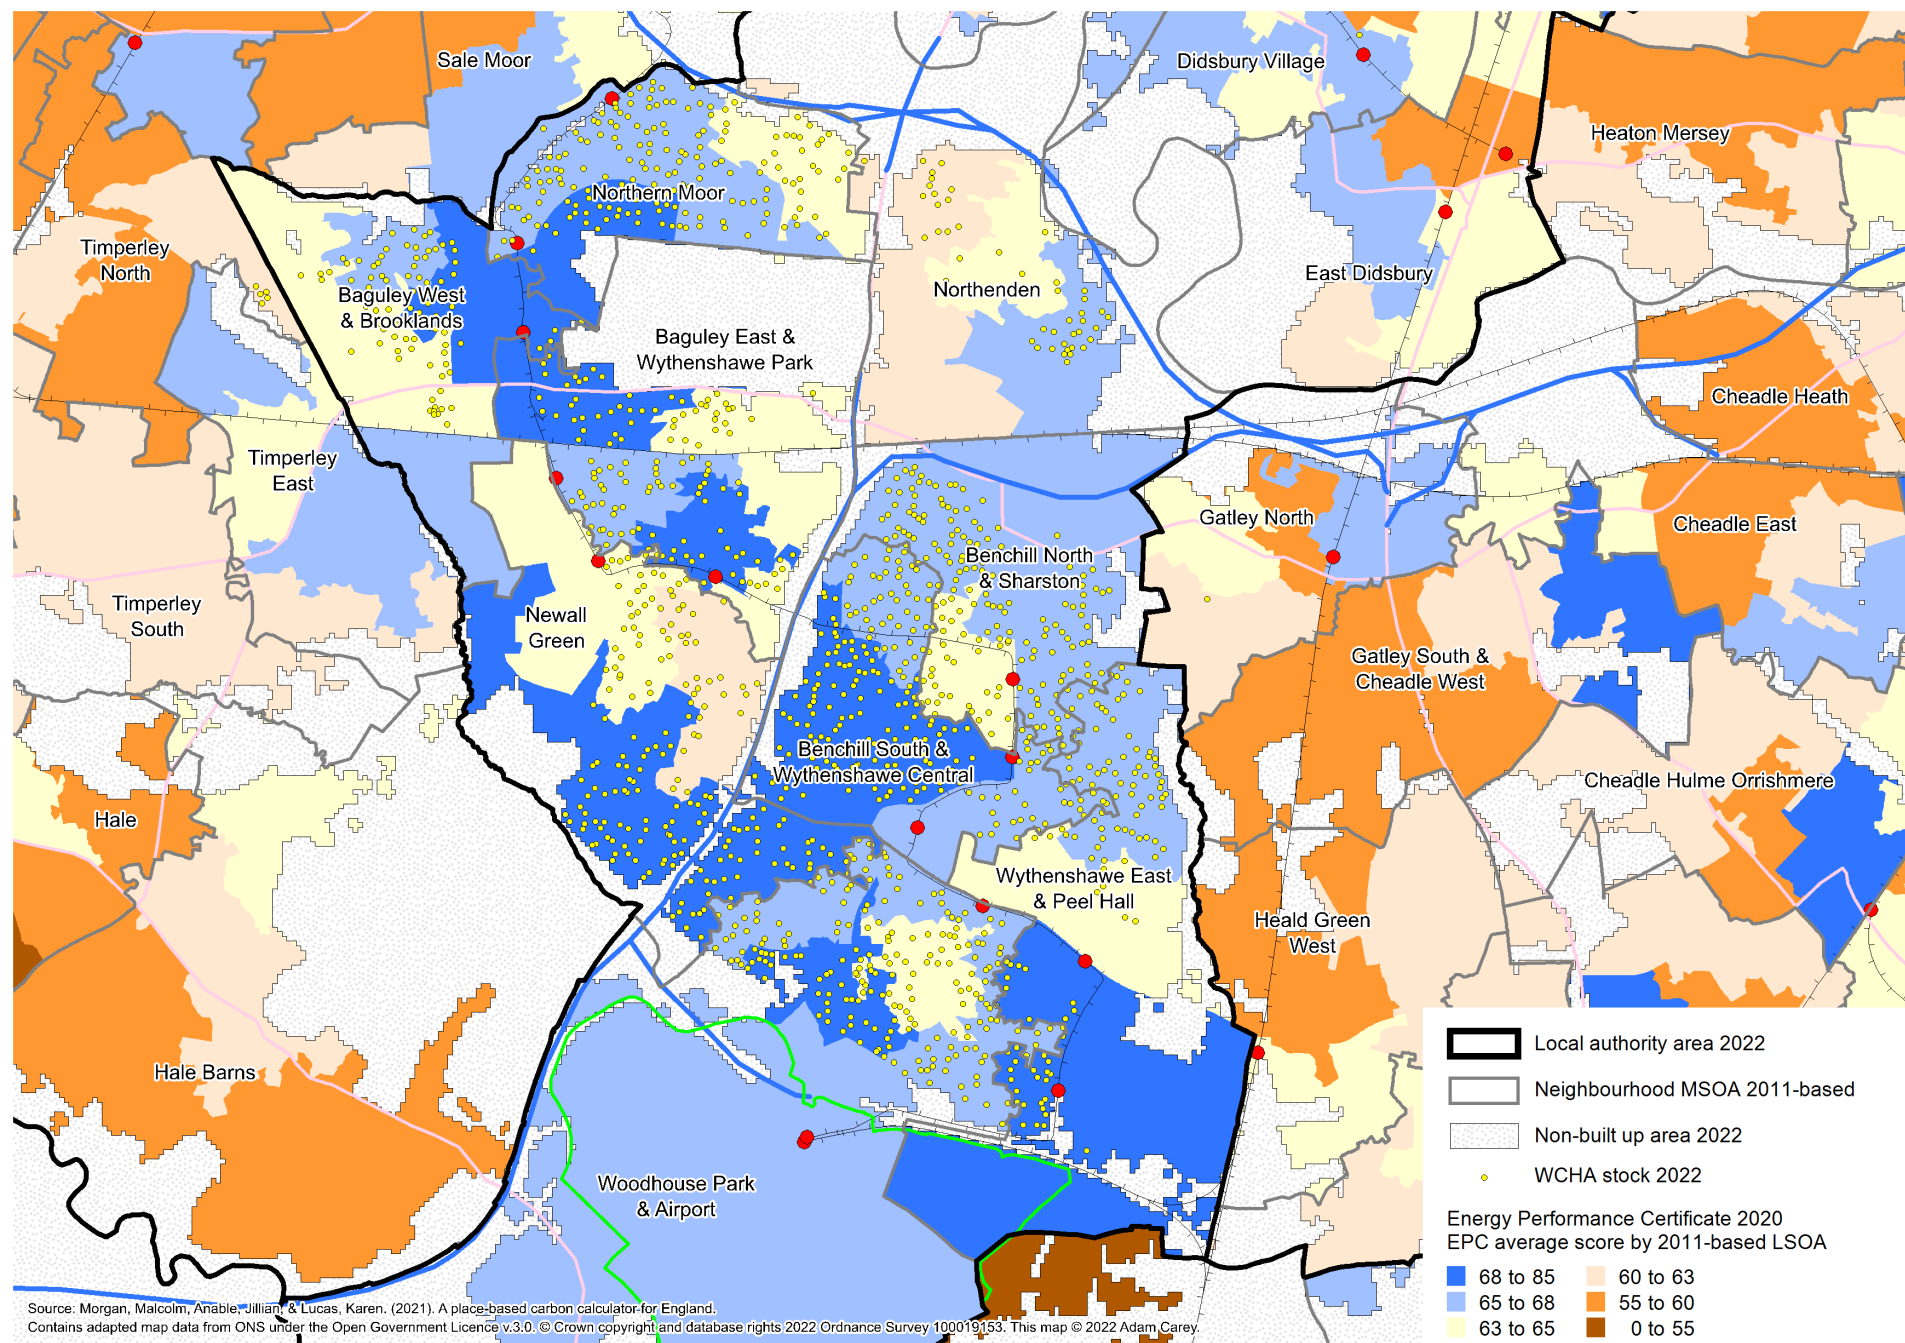 Sale Moor
Didsbury Village
Heaton Mersey
Northern Moor
Timperley
North
East Didsbury
Northenden
Baguley West
& Brooklands
Baguley East &
Wythenshawe Park
Cheadle Heath
Timperley
East
Gatley North
Cheadle East
Benchill North
& Sharston
Timperley
South
Newall
Green
Gatley South &
Cheadle West
Benchill South &
Wythenshawe Central
Cheadle Hulme Orrishmere
Hale
Wythenshawe East
& Peel Hall
Heald Green
West
Hale Barns
Woodhouse Park
& Airport
Local authority area 2022
Neighbourhood MSOA 2011-based
Non-built up area 2022
WCHA stock 2022
Energy Performance Certificate 2020
EPC average score by 2011-based LSOA
68 to 85 60 to 63
65 to 68 55 to 60
63 to 65 0 to 55
Source: Morgan, Malcolm, Anable, Jillian, & Lucas, Karen. (2021). A place-based carbon calculator for England.
Contains adapted map data from ONS under the Open Government Licence v.3.0. © Crown copyright and database rights 2022 Ordnance Survey 100019153. This map © 2022 Adam Carey.